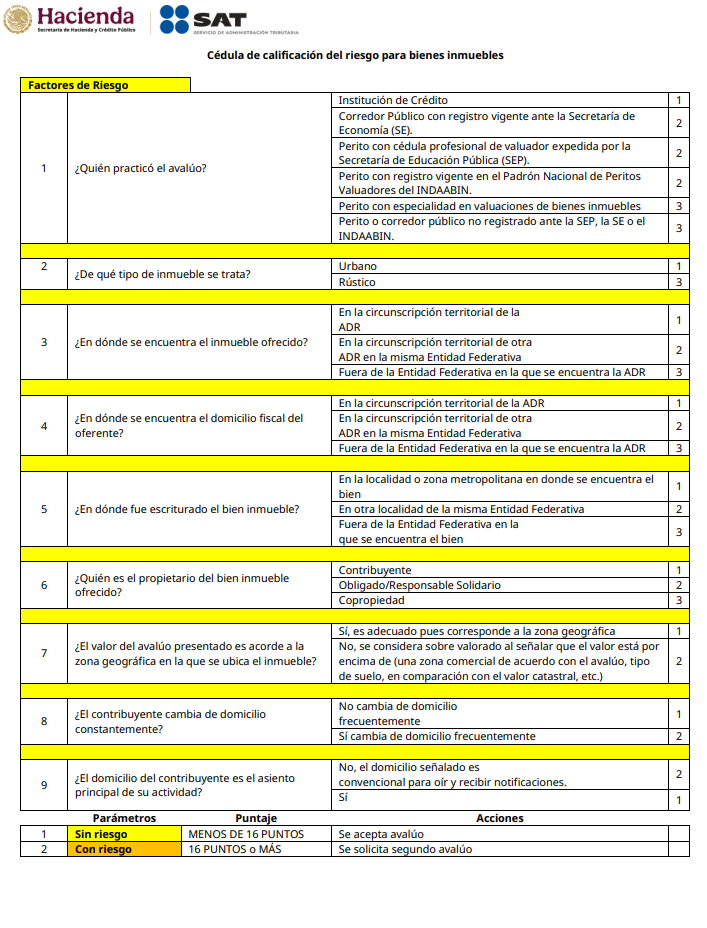 Hacienda
Secretaría de Hacienda y Crédito Público
SAT
SERVICIO DE ADMINISTRACIÓN TRIBUTARIA
Cédula de calificación del riesgo para bienes inmuebles
Factores de Riesgo
1
¿Quién practicó el avalúo?
Institución de Crédito
1
Corredor Público con registro vigente ante la Secretaría de
Economía (SE).
2
Perito con cédula profesional de valuador expedida por la
Secretaría de Educación Pública (SEP).
2
Perito con registro vigente en el Padrón Nacional de Peritos
Valuadores del INDAABIN.
2
Perito con especialidad en valuaciones de bienes inmuebles
3
Perito o corredor público no registrado ante la SEP, la SE o el
INDAABIN.
3
2
¿De qué tipo de inmueble se trata?
Urbano
1
Rústico
3
3
¿En dónde se encuentra el inmueble ofrecido?
En la circunscripción territorial de la
ADR
1
En la circunscripción territorial de otra
ADR en la misma Entidad Federativa
2
Fuera de la Entidad Federativa en la que se encuentra la ADR
3
4
¿En dónde se encuentra el domicilio fiscal del
oferente?
En la circunscripción territorial de la ADR
1
En la circunscripción territorial de otra
ADR en la misma Entidad Federativa
2
Fuera de la Entidad Federativa en la que se encuentra la ADR
3
5
¿En dónde fue escriturado el bien inmueble?
En la localidad o zona metropolitana en donde se encuentra el
bien
1
En otra localidad de la misma Entidad Federativa
2
Fuera de la Entidad Federativa en la
que se encuentra el bien
3
6
¿Quién es el propietario del bien inmueble
ofrecido?
Contribuyente
1
Obligado/Responsable Solidario
2
Copropiedad
3
7
¿El valor del avalúo presentado es acorde a la
zona geográfica en la que se ubica el inmueble?
Sí, es adecuado pues corresponde a la zona geográfica
1
No, se considera sobre valorado al señalar que el valor está por
encima de (una zona comercial de acuerdo con el avalúo, tipo
de suelo, en comparación con el valor catastral, etc.)
2
8
¿El contribuyente cambia de domicilio
constantemente?
No cambia de domicilio
frecuentemente
1
Sí cambia de domicilio frecuentemente
2
9
¿El domicilio del contribuyente es el asiento
principal de su actividad?
No, el domicilio señalado es
convencional para oír y recibir notificaciones.
2
Sí
1
Parámetros
Puntaje
Acciones
1
Sin riesgo
MENOS DE 16 PUNTOS
Se acepta avalúo
2
Con riesgo
16 PUNTOS o MÁS
Se solicita segundo avalúo